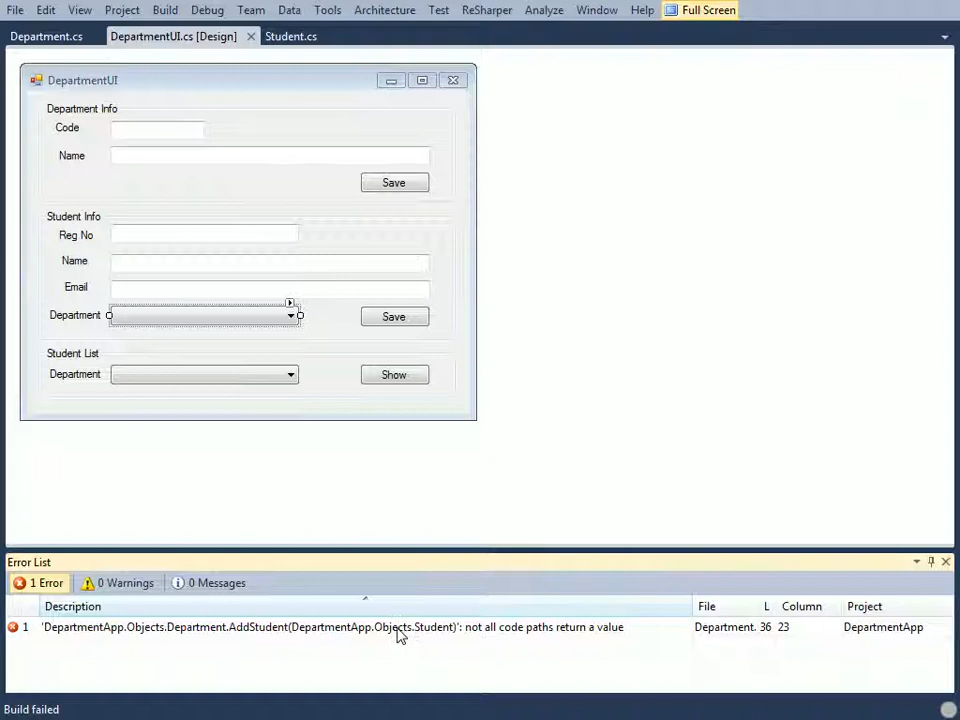 File Edit View Project Build Debug Team Data Tools Architecture Test ReSharper Analyze Window Help Full Screen
Department.cs DepartmentUI.cs [Design] Student.cs
DepartmentUI
Department Info
Code
Name
Save
Student Info
Reg No
Name
Email
Department Save
Student List
Department Show
Error List
1 Error 0 Warnings 0 Messages
Description File L Column Project
1 'DepartmentApp.Objects.Department.AddStudent(DepartmentApp.Objects.Student)': not all code paths return a value Department. 36 23 DepartmentApp
Build failed